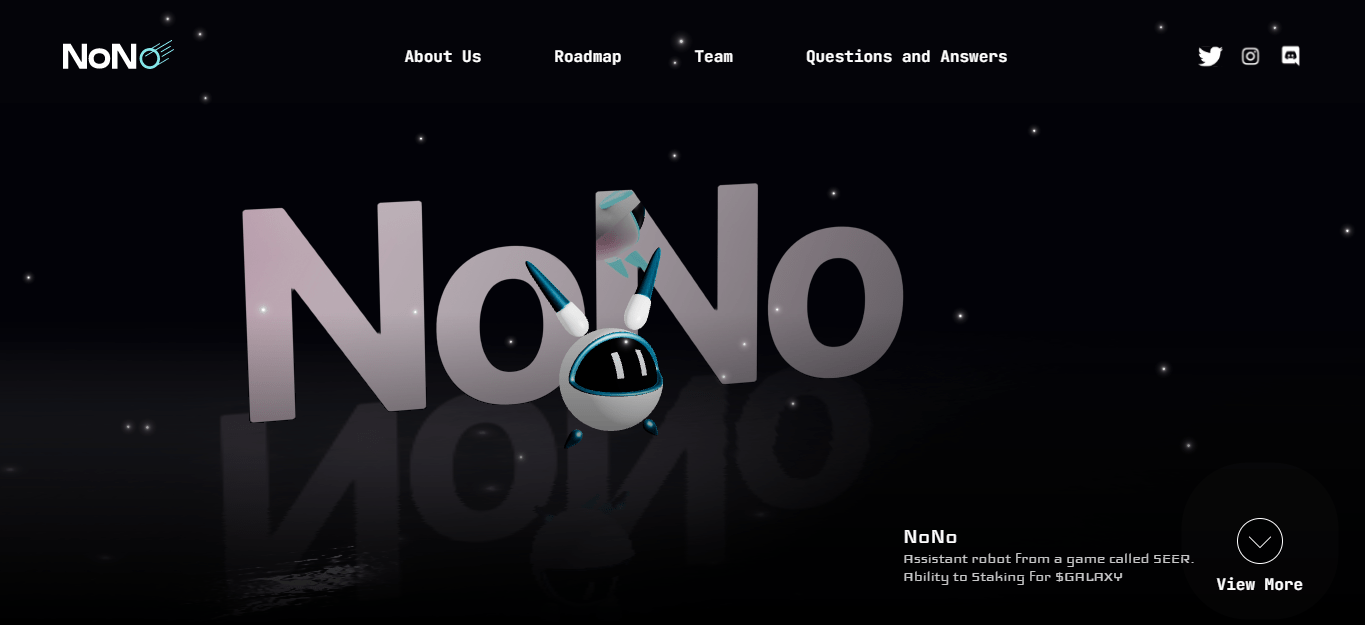 NoNo
About Us
Roadmap
Team
Questions and Answers
NoNo
NoNo
Assistant robot from a game called SEER.
Ability to Staking for $GALAXY
View More